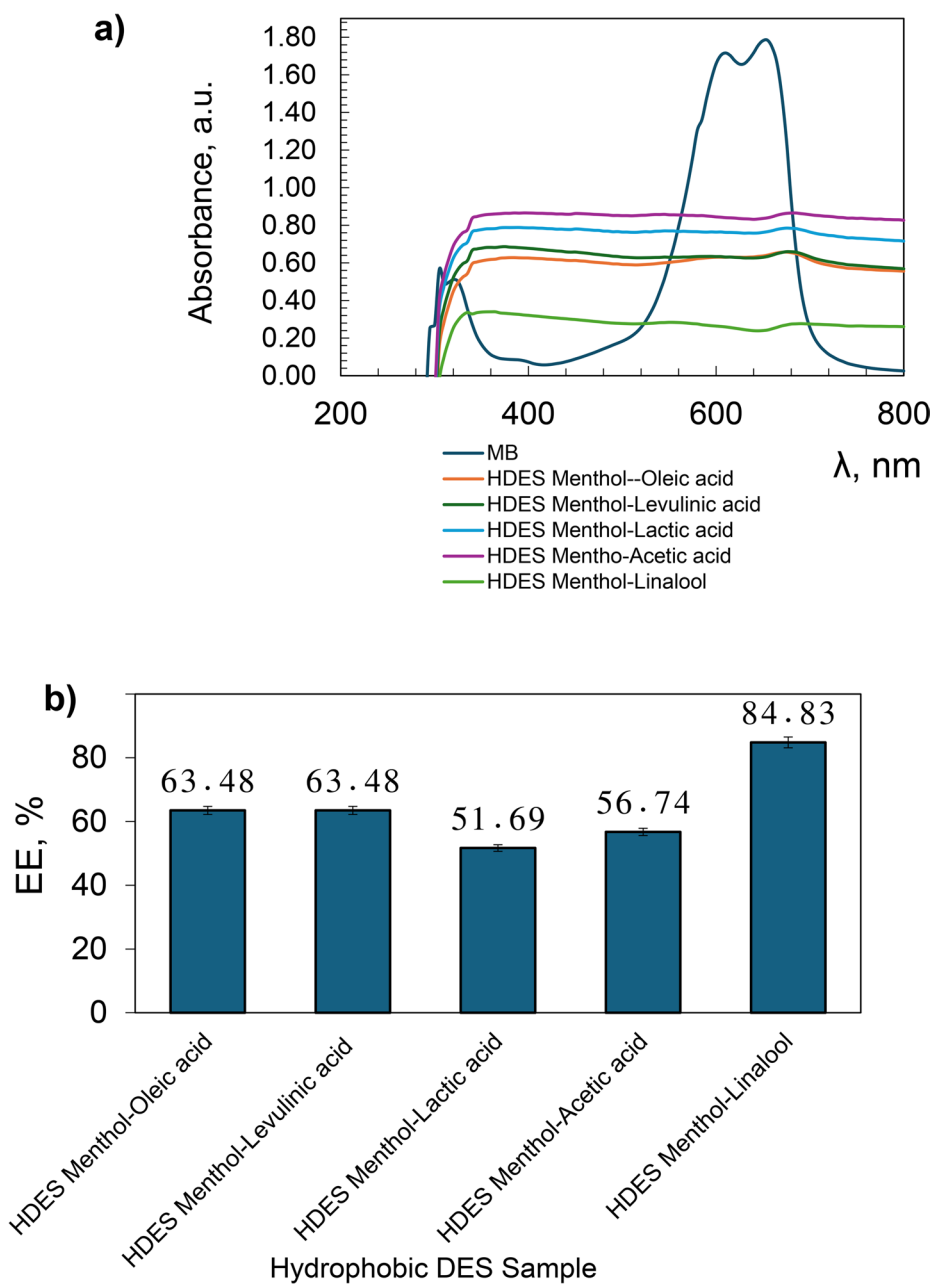 a)
Absorbance, a.u.
1.80
1.60
1.40
1.20
1.00
0.80
0.60
0.40
0.20
0.00
200 400 600 800
λ, nm
MB
HDES Menthol--Oleic acid
HDES Menthol-Levulinic acid
HDES Menthol-Lactic acid
HDES Mentho-Acetic acid
HDES Menthol-Linalool
b)
EE, %
80
60
40
20
0
63.48 63.48 51.69 56.74 84.83
HDES Menthol-Oleic acid
HDES Menthol-Levulinic acid
HDES Menthol-Lactic acid
HDES Menthol-Acetic acid
HDES Menthol-Linalool
Hydrophobic DES Sample